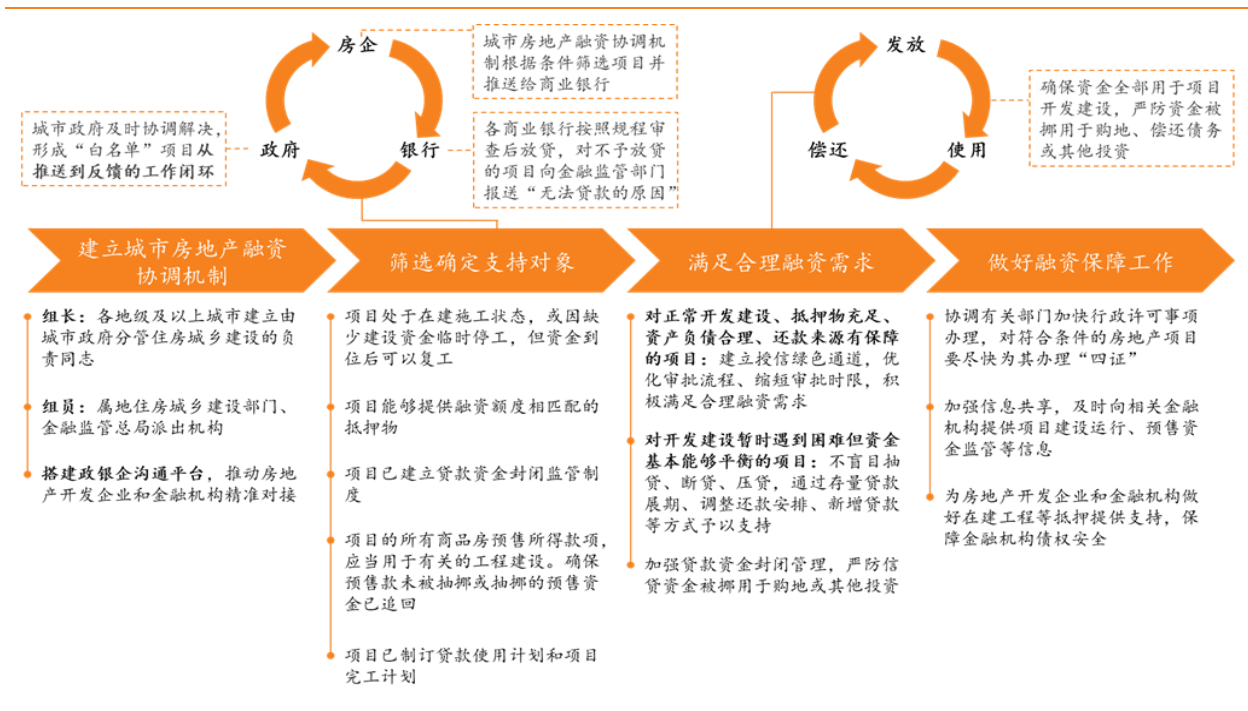 房企
城市房地产融资协调机
制根据条件筛选项目并
推送给商业银行
城市政府及时协调解决，
形成“白名单”项目从
推送到反馈的工作闭环
政府
银行
各商业银行按照规程审
查后放贷，对不予放贷
的项目向金融监管部门
报送“无法贷款的原因”
发放
确保资金全部用于项目
开发建设，严防资金被
挪用于购地、偿还债务
或其他投资
偿还
使用
建立城市房地产融资
协调机制
组长：各地级及以上城市建立由
城市政府分管住房城乡建设的负
责同志
组员：属地住房城乡建设部门、
金融监管总局派出机构
搭建政银企沟通平台，推动房地
产开发企业和金融机构精准对接
筛选确定支持对象
项目处于在建施工状态，或因缺
少建设资金临时停工，但资金到
位后可以复工
项目能够提供融资额度相匹配的
抵押物
项目已建立贷款资金封闭监管制
度
项目的所有商品房预售所得款项，
应当用于有关的工程建设。确保
预售款未被抽挪或抽挪的预售资
金已追回
项目已制订贷款使用计划和项目
完工计划
满足合理融资需求
对正常开发建设、抵押物充足、
资产负债合理、还款来源有保障
的项目：建立授信绿色通道，优
化审批流程、缩短审批时限，积
极满足合理融资需求
对开发建设暂时遇到困难但资金
基本能够平衡的项目：不盲目抽
贷、断贷、压贷，通过存量贷款
展期、调整还款安排、新增贷款
等方式予以支持
加强贷款资金封闭管理，严防信
贷资金被挪用于购地或其他投资
做好融资保障工作
协调有关部门加快行政许可事项
办理，对符合条件的房地产项目
要尽快为其办理“四证”
加强信息共享，及时向相关金融
机构提供项目建设运行、预售资
金监管等信息
为房地产开发企业和金融机构做
好在建工程等抵押提供支持，保
障金融机构债权安全